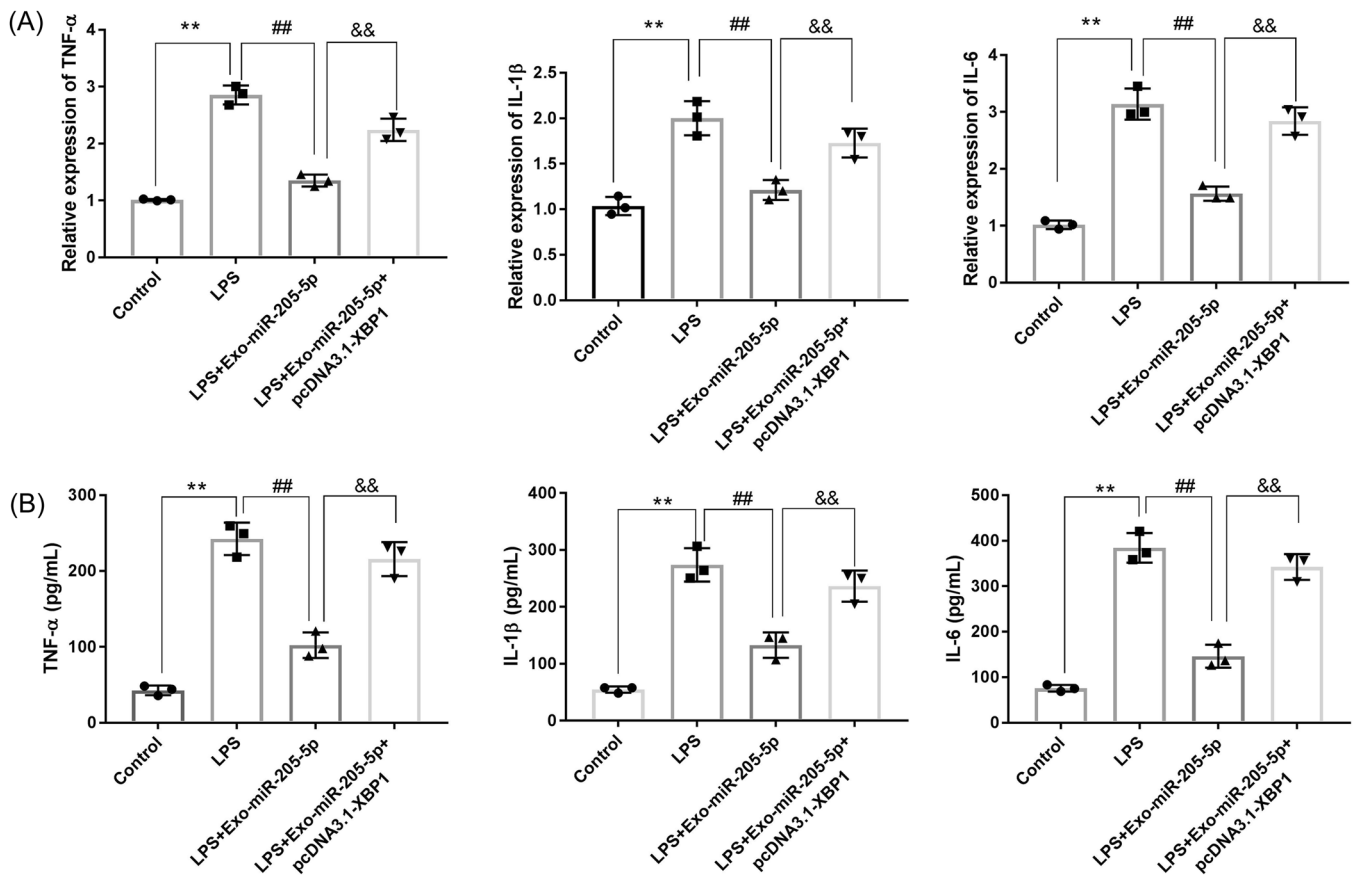 (A)
Relative expression of TNF-α
4
3
2
1
0
** ## &&
Control
LPS
LPS+Exo-miR-205-5p
LPS+Exo-miR-205-5p+
pcDNA3.1-XBP1
Relative expression of IL-1β
2.5
2.0
1.5
1.0
0.5
0.0
** ## &&
Control
LPS
LPS+Exo-miR-205-5p
LPS+Exo-miR-205-5p+
pcDNA3.1-XBP1
Relative expression of IL-6
4
3
2
1
0
** ## &&
Control
LPS
LPS+Exo-miR-205-5p
LPS+Exo-miR-205-5p+
pcDNA3.1-XBP1
(B)
TNF-α (pg/mL)
300
200
100
0
** ## &&
Control
LPS
LPS+Exo-miR-205-5p
LPS+Exo-miR-205-5p+
pcDNA3.1-XBP1
IL-1β (pg/mL)
400
300
200
100
0
** ## &&
Control
LPS
LPS+Exo-miR-205-5p
LPS+Exo-miR-205-5p+
pcDNA3.1-XBP1
IL-6 (pg/mL)
500
400
300
200
100
0
** ## &&
Control
LPS
LPS+Exo-miR-205-5p
LPS+Exo-miR-205-5p+
pcDNA3.1-XBP1